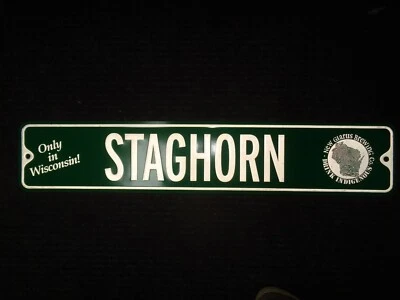 Only
in
Wisconsin!
STAGHORN
NEW GLARUS BREWING CO.
DRINK INDIGENOUS